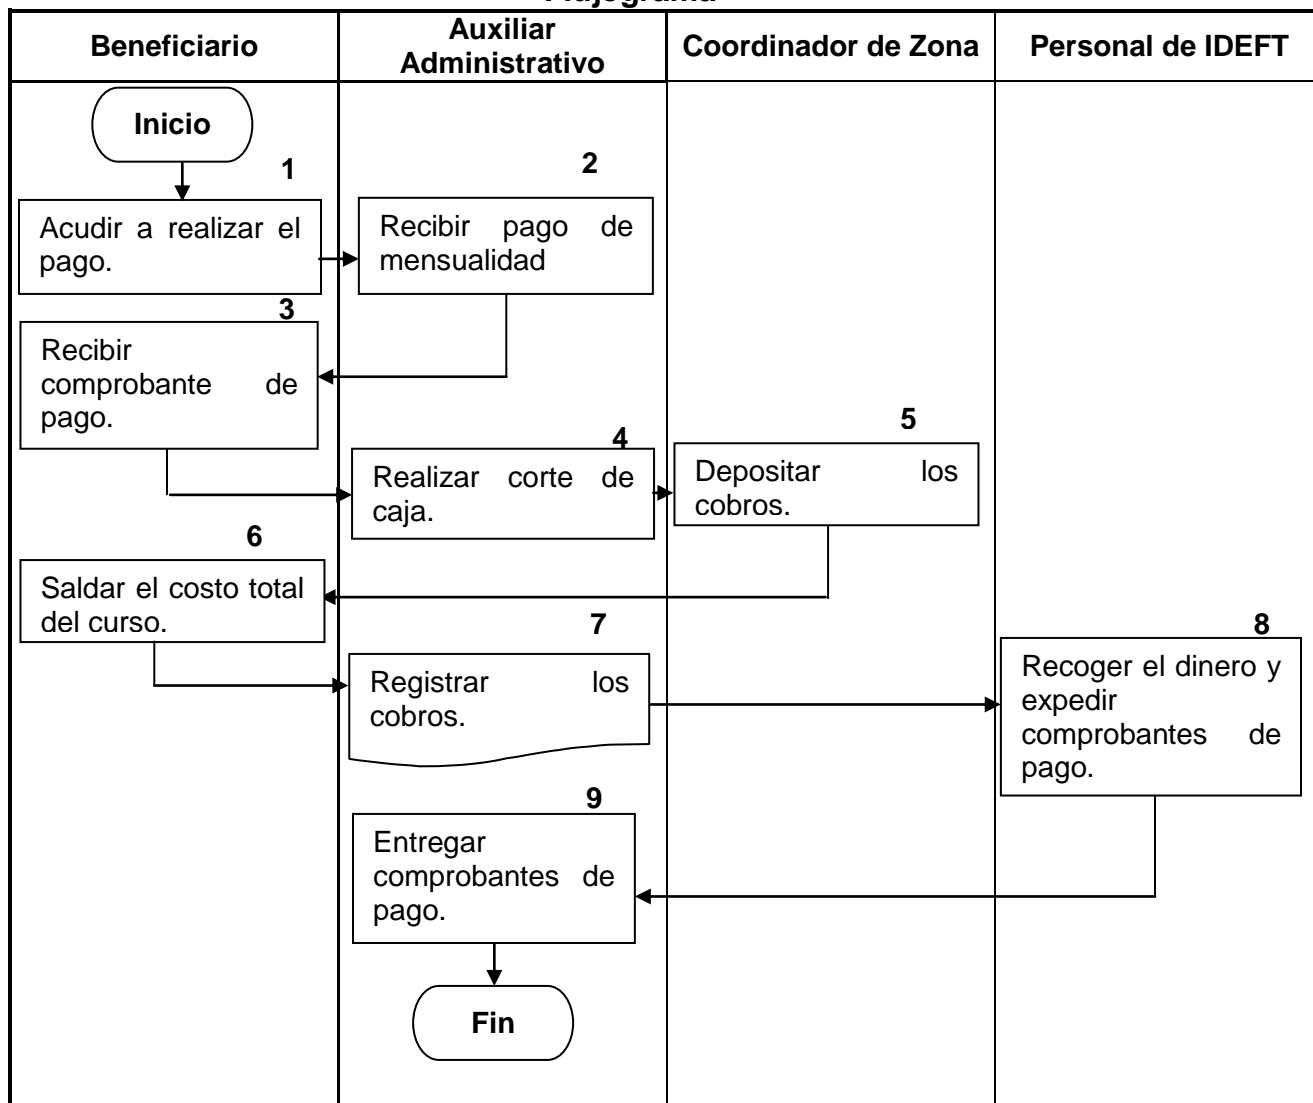 Flujograma
Beneficiario
Auxiliar
Administrativo
Coordinador de Zona
Personal de IDEFT
Inicio
1
Acudir a realizar el
pago.
2
Recibir pago de
mensualidad
3
Recibir
comprobante de
pago.
4
Realizar corte de
caja.
5
Depositar los
cobros.
6
Saldar el costo total
del curso.
7
Registrar los
cobros.
8
Recoger el dinero y
expedir
comprobantes de
pago.
9
Entregar
comprobantes de
pago.
Fin